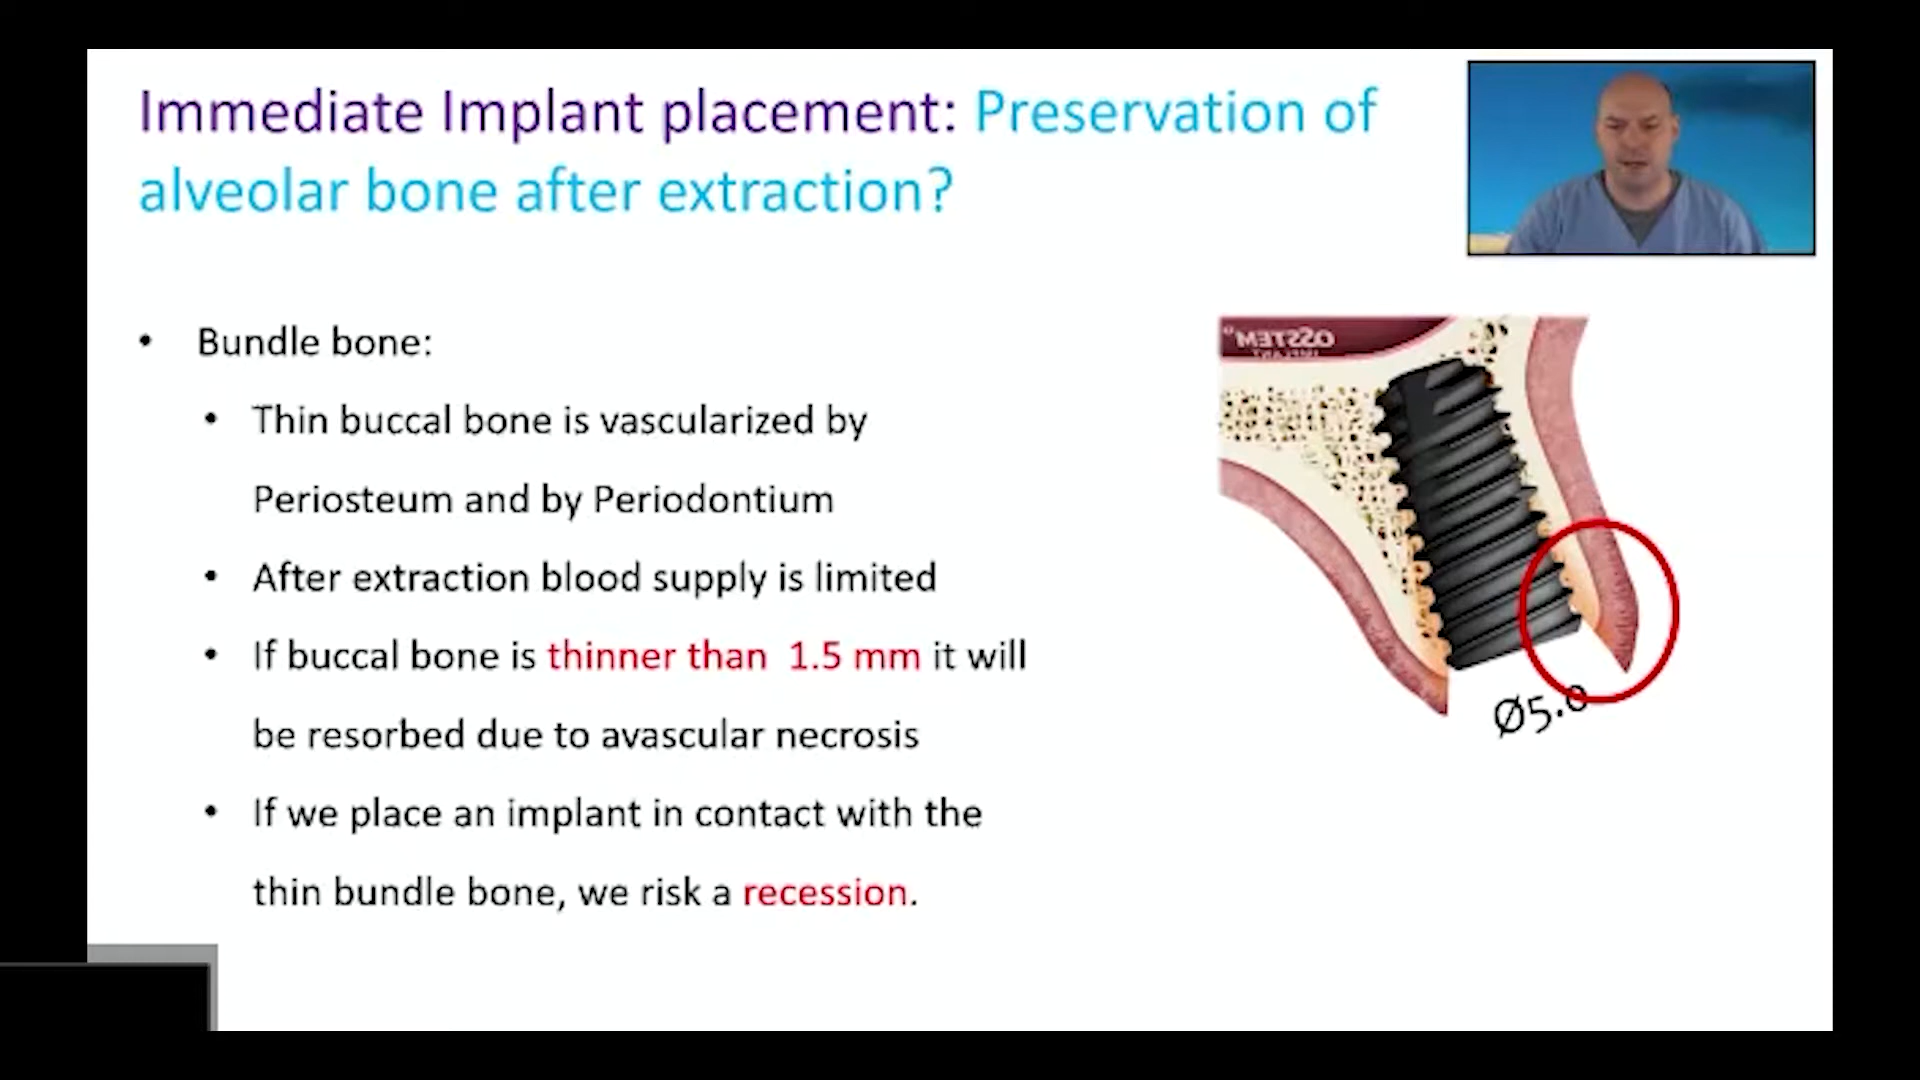 Immediate Implant placement: Preservation of
alveolar bone after extraction?
• Bundle bone:
• Thin buccal bone is vascularized by
Periosteum and by Periodontium
• After extraction blood supply is limited
• If buccal bone is thinner than 1.5 mm it will
be resorbed due to avascular necrosis
• If we place an implant in contact with the
thin bundle bone, we risk a recession.
OSSTEM®
IMPLANT
Ø5.0